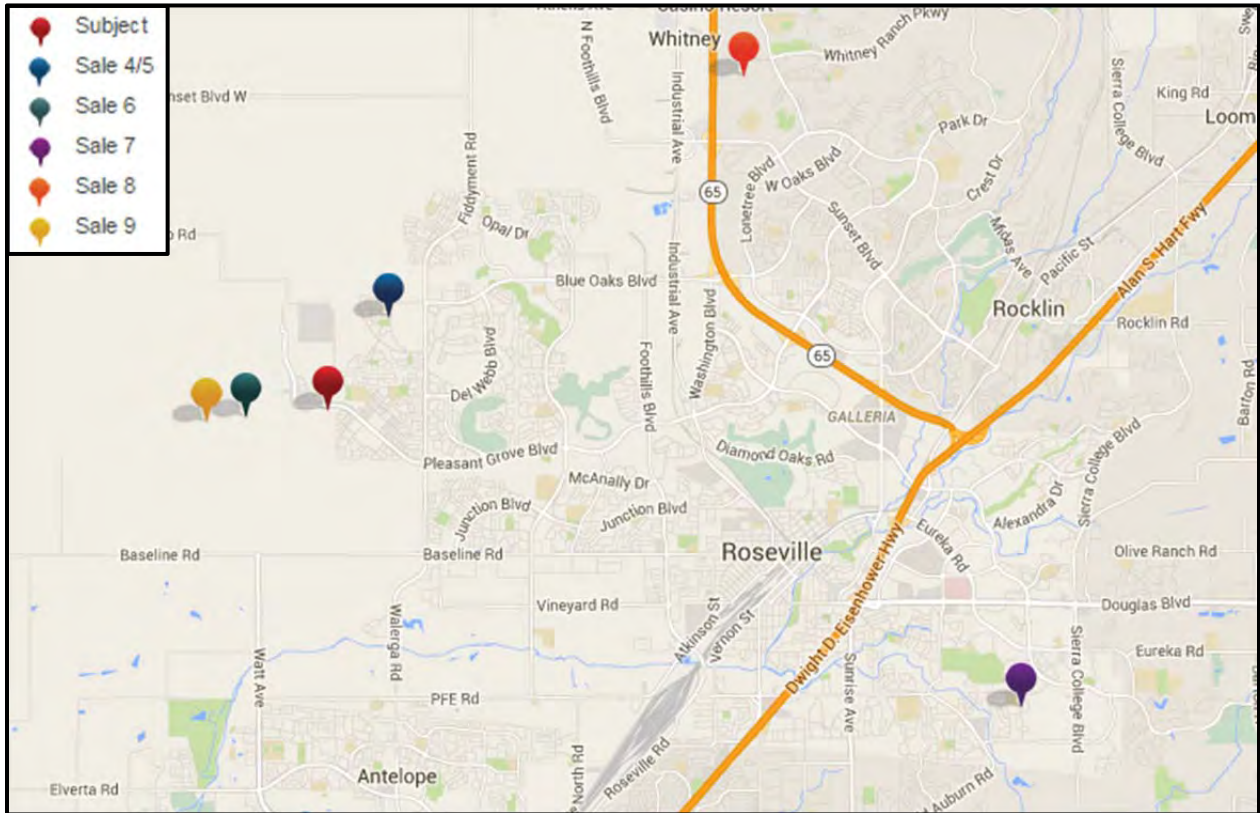 Subject
Sale 4/5
Sale 6
Sale 7
Sale 8
Sale 9
Whitney
Whitney Ranch Pkwy
N Foothills Blvd
Industrial Ave
65
Sierra College Blvd
King Rd
Loom
Park Dr
Crest Dr
W Oaks Blvd
Lonetree Blvd
Sunset Blvd
Fiddyment Rd
Opal Dr
Blue Oaks Blvd
Industrial Ave
Washington Blvd
Midas Ave
Pacific St
Alan S. Hart Fwy
Rocklin
Rocklin Rd
65
Del Webb Blvd
Foothills Blvd
GALLERIA
Barton Rd
Pleasant Grove Blvd
Diamond Oaks Rd
McAnally Dr
Junction Blvd
Junction Blvd
Alexandra Dr
Sierra College Blvd
Eureka Rd
Baseline Rd
Baseline Rd
Roseville
Olive Ranch Rd
Vineyard Rd
Atkinson St
Vernon St
Dwight D. Eisenhower Hwy
Douglas Blvd
Walerga Rd
Watt Ave
Sunrise Ave
Sierra College Blvd
Eureka Rd
PFE Rd
Roseville Rd
Antelope
Elverta Rd
Auburn Rd